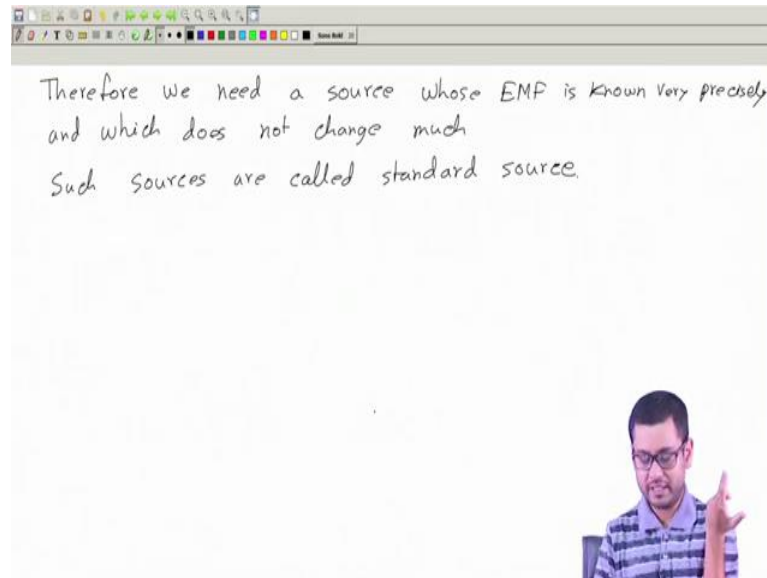 Therefore we need a source whose EMF is known very precisely
and which does not change much
Such sources are called standard source.